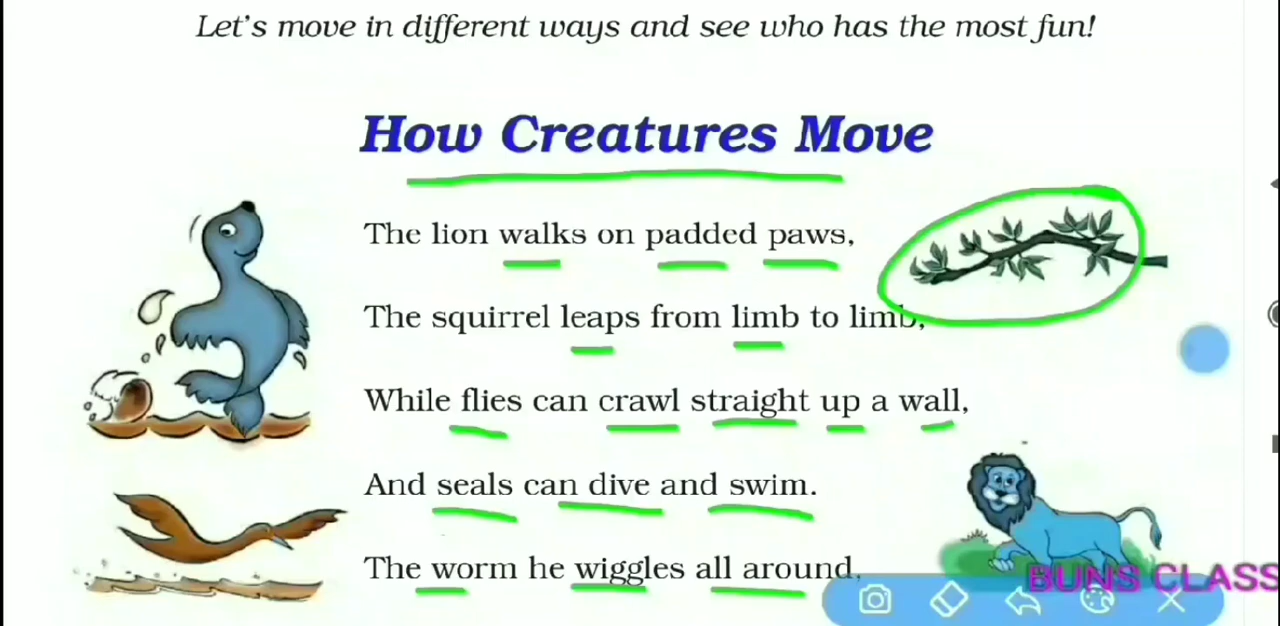 Let's move in different ways and see who has the most fun!
How Creatures Move
The lion walks on padded paws,
The squirrel leaps from limb to limb,
While flies can crawl straight up a wall,
And seals can dive and swim.
The worm he wiggles all around,
BUNS CLASS